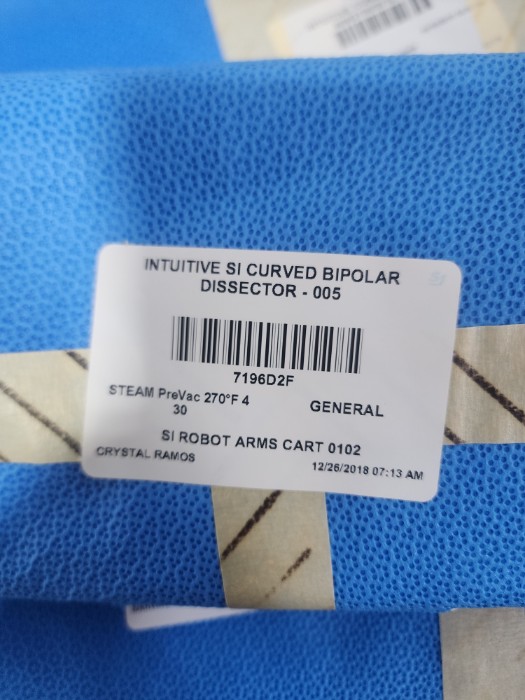 INTUITIVE SI CURVED BIPOLAR
DISSECTOR - 005
7196D2F
STEAM PreVac 270°F 4
30
GENERAL
SI ROBOT ARMS CART 0102
CRYSTAL RAMOS
12/26/2018 07:13 AM